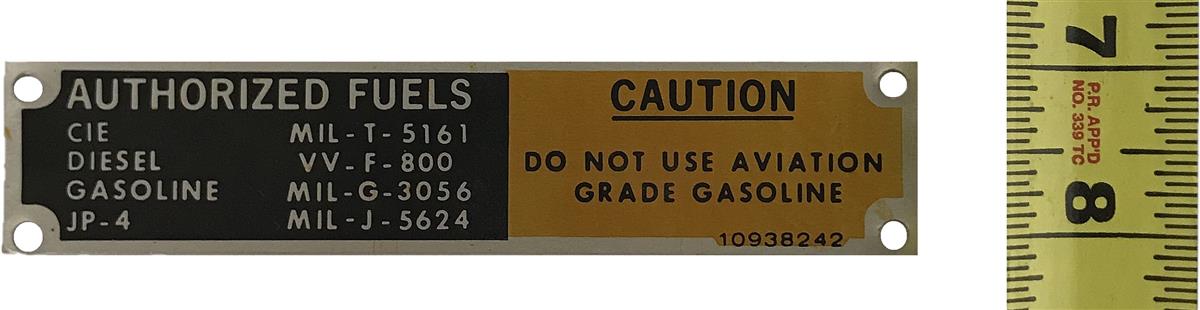 AUTHORIZED FUELS
CIE MIL-T-5161
DIESEL VV-F-800
GASOLINE MIL-G-3056
JP-4 MIL-J-5624
CAUTION
DO NOT USE AVIATION
GRADE GASOLINE
10938242
7
P.R. APP'D
NO. 339 TC
8